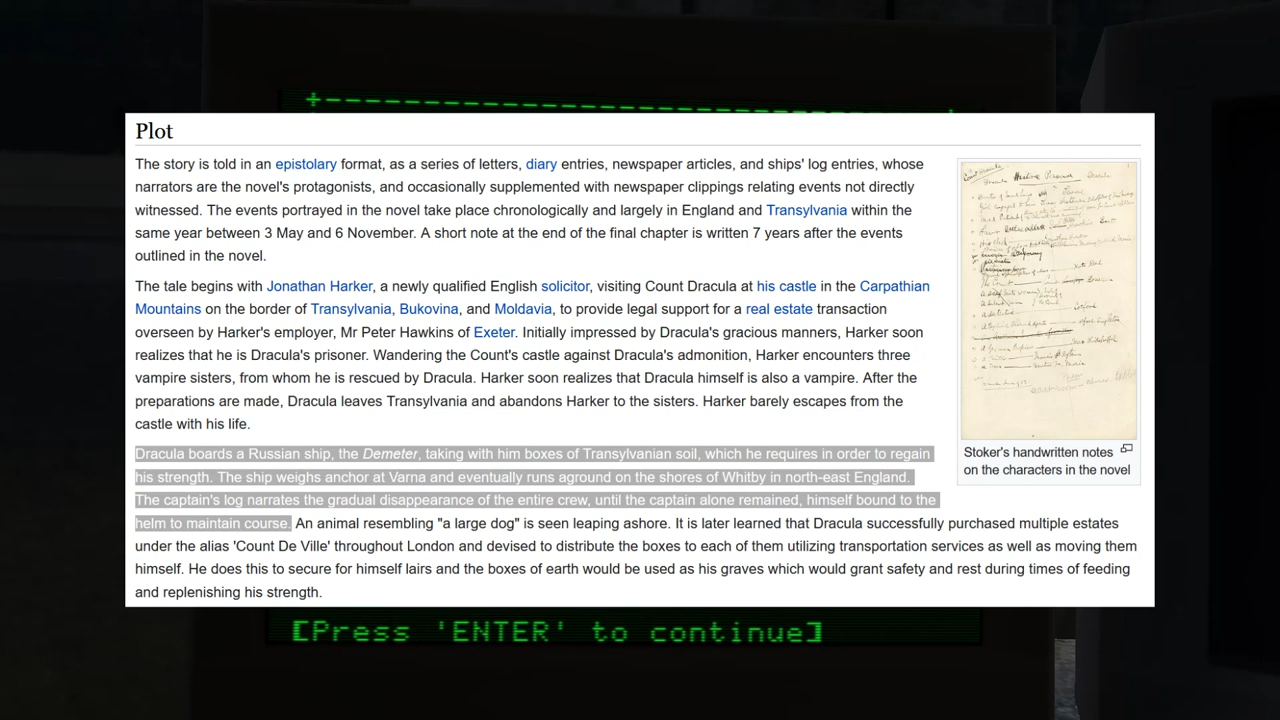 Plot
The story is told in an epistolary format, as a series of letters, diary entries, newspaper articles, and ships' log entries, whose
narrators are the novel's protagonists, and occasionally supplemented with newspaper clippings relating events not directly
witnessed. The events portrayed in the novel take place chronologically and largely in England and Transylvania within the
same year between 3 May and 6 November. A short note at the end of the final chapter is written 7 years after the events
outlined in the novel.
The tale begins with Jonathan Harker, a newly qualified English solicitor, visiting Count Dracula at his castle in the Carpathian
Mountains on the border of Transylvania, Bukovina, and Moldavia, to provide legal support for a real estate transaction
overseen by Harker's employer, Mr Peter Hawkins of Exeter. Initially impressed by Dracula's gracious manners, Harker soon
realizes that he is Dracula's prisoner. Wandering the Count's castle against Dracula's admonition, Harker encounters three
vampire sisters, from whom he is rescued by Dracula. Harker soon realizes that Dracula himself is also a vampire. After the
preparations are made, Dracula leaves Transylvania and abandons Harker to the sisters. Harker barely escapes from the
castle with his life.
Dracula boards a Russian ship, the Demeter, taking with him boxes of Transylvanian soil, which he requires in order to regain
his strength. The ship weighs anchor at Varna and eventually runs aground on the shores of Whitby in north-east England.
The captain's log narrates the gradual disappearance of the entire crew, until the captain alone remained, himself bound to the
helm to maintain course. An animal resembling "a large dog" is seen leaping ashore. It is later learned that Dracula successfully purchased multiple estates
under the alias 'Count De Ville' throughout London and devised to distribute the boxes to each of them utilizing transportation services as well as moving them
himself. He does this to secure for himself lairs and the boxes of earth would be used as his graves which would grant safety and rest during times of feeding
and replenishing his strength.
Stoker's handwritten notes
on the characters in the novel
[Press 'ENTER' to continue]